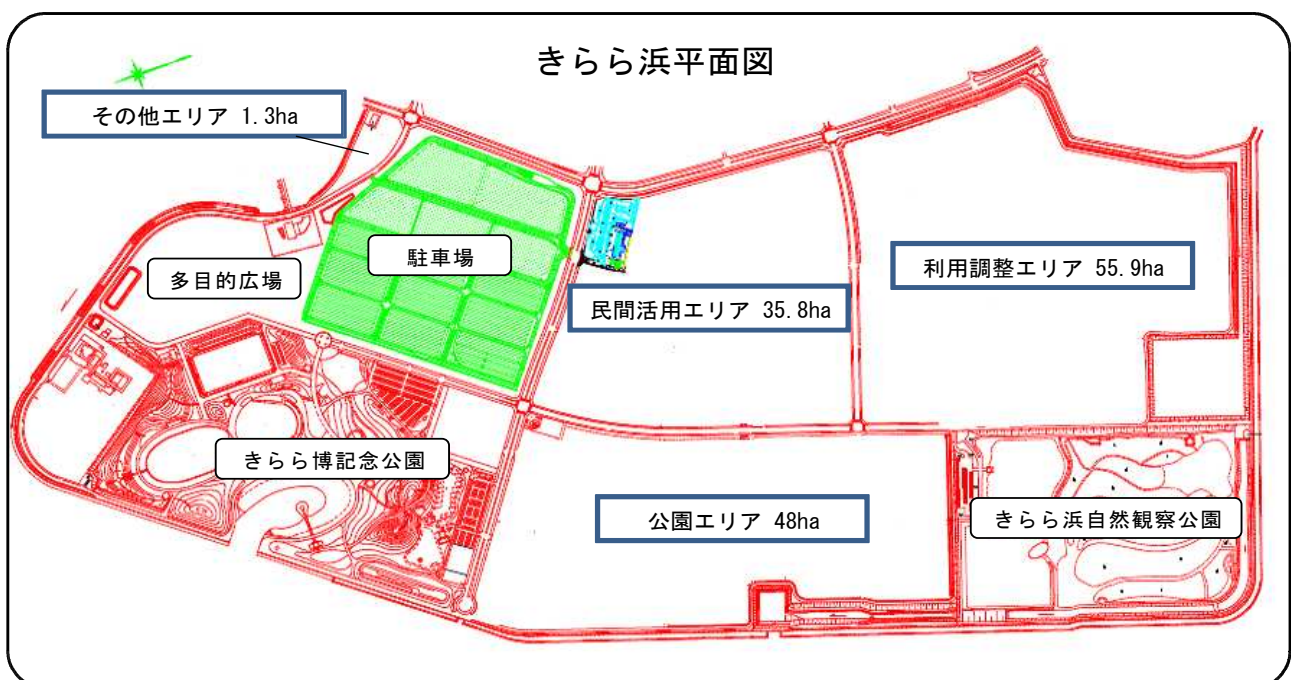 きらら浜平面図
その他エリア 1.3ha
駐車場
多目的広場
利用調整エリア 55.9ha
民間活用エリア 35.8ha
きらら博記念公園
公園エリア 48ha
きらら浜自然観察公園